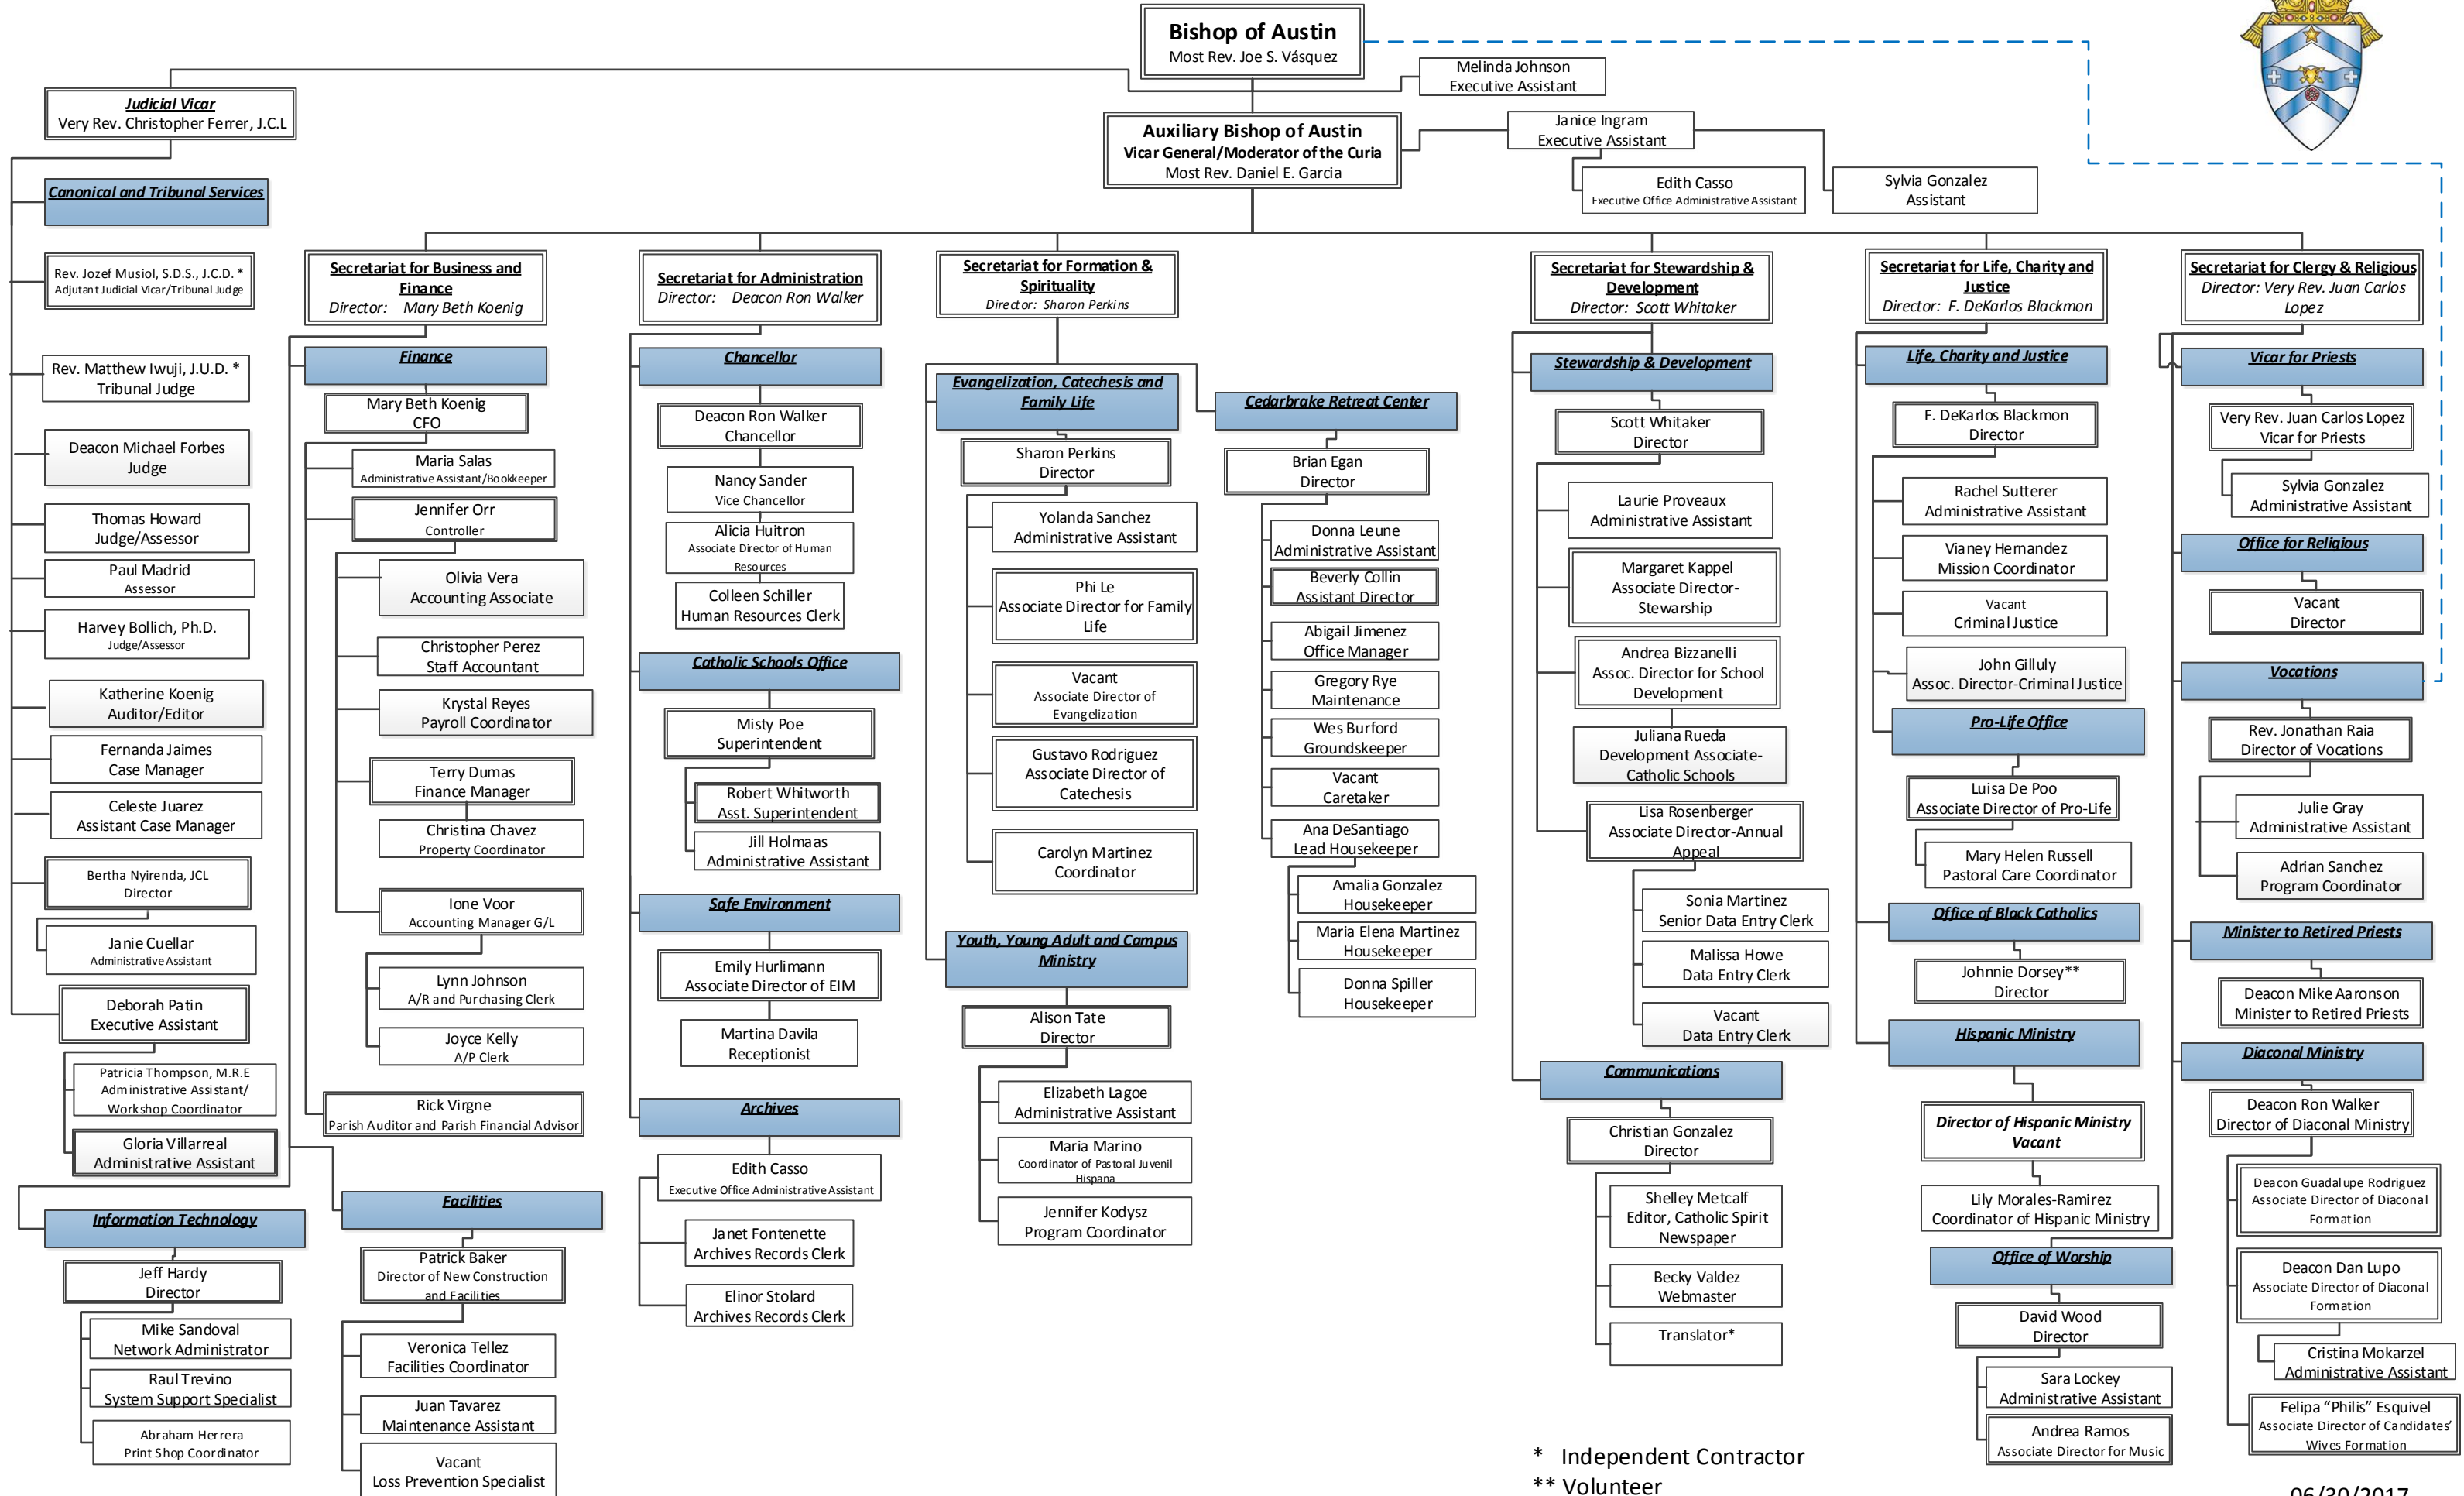 Bishop of Austin
Most Rev. Joe S. Vásquez
Melinda Johnson
Executive Assistant
Judicial Vicar
Very Rev. Christopher Ferrer, J.C.L
Auxiliary Bishop of Austin
Vicar General/Moderator of the Curia
Most Rev. Daniel E. Garcia
Janice Ingram
Executive Assistant
Edith Casso
Executive Office Administrative Assistant
Sylvia Gonzalez
Assistant
Canonical and Tribunal Services
Rev. Jozef Musiol, S.D.S., J.C.D. *
Adjutant Judicial Vicar/Tribunal Judge
Rev. Matthew Iwuji, J.U.D. *
Tribunal Judge
Deacon Michael Forbes
Judge
Thomas Howard
Judge/Assessor
Paul Madrid
Assessor
Harvey Bollich, Ph.D.
Judge/Assessor
Katherine Koenig
Auditor/Editor
Fernanda Jaimes
Case Manager
Celeste Juarez
Assistant Case Manager
Bertha Nyirenda, JCL
Director
Janie Cuellar
Administrative Assistant
Deborah Patin
Executive Assistant
Patricia Thompson, M.R.E
Administrative Assistant/
Workshop Coordinator
Gloria Villarreal
Administrative Assistant
Secretariat for Business and
Finance
Director: Mary Beth Koenig
Finance
Mary Beth Koenig
CFO
Maria Salas
Administrative Assistant/Bookkeeper
Jennifer Orr
Controller
Olivia Vera
Accounting Associate
Christopher Perez
Staff Accountant
Krystal Reyes
Payroll Coordinator
Terry Dumas
Finance Manager
Christina Chavez
Property Coordinator
Ione Voor
Accounting Manager G/L
Lynn Johnson
A/R and Purchasing Clerk
Joyce Kelly
A/P Clerk
Rick Virgne
Parish Auditor and Parish Financial Advisor
Information Technology
Jeff Hardy
Director
Mike Sandoval
Network Administrator
Raul Trevino
System Support Specialist
Abraham Herrera
Print Shop Coordinator
Facilities
Patrick Baker
Director of New Construction
and Facilities
Veronica Tellez
Facilities Coordinator
Juan Tavarez
Maintenance Assistant
Vacant
Loss Prevention Specialist
Secretariat for Administration
Director: Deacon Ron Walker
Chancellor
Deacon Ron Walker
Chancellor
Nancy Sander
Vice Chancellor
Alicia Huitron
Associate Director of Human
Resources
Colleen Schiller
Human Resources Clerk
Catholic Schools Office
Misty Poe
Superintendent
Robert Whitworth
Asst. Superintendent
Jill Holmaas
Administrative Assistant
Safe Environment
Emily Hurlimann
Associate Director of EIM
Martina Davila
Receptionist
Archives
Edith Casso
Executive Office Administrative Assistant
Janet Fontenette
Archives Records Clerk
Elinor Stolard
Archives Records Clerk
Secretariat for Formation &
Spirituality
Director: Sharon Perkins
Evangelization, Catechesis and
Family Life
Sharon Perkins
Director
Yolanda Sanchez
Administrative Assistant
Phi Le
Associate Director for Family
Life
Vacant
Associate Director of
Evangelization
Gustavo Rodriguez
Associate Director of
Catechesis
Carolyn Martinez
Coordinator
Youth, Young Adult and Campus
Ministry
Alison Tate
Director
Elizabeth Lagoe
Administrative Assistant
Maria Marino
Coordinator of Pastoral Juvenil
Hispana
Jennifer Kodysz
Program Coordinator
Cedarbrake Retreat Center
Brian Egan
Director
Donna Leune
Administrative Assistant
Beverly Collin
Assistant Director
Abigail Jimenez
Office Manager
Gregory Rye
Maintenance
Wes Burford
Groundskeeper
Vacant
Caretaker
Ana DeSantiago
Lead Housekeeper
Amalia Gonzalez
Housekeeper
Maria Elena Martinez
Housekeeper
Donna Spiller
Housekeeper
Secretariat for Stewardship &
Development
Director: Scott Whitaker
Stewardship & Development
Scott Whitaker
Director
Laurie Proveaux
Administrative Assistant
Margaret Kappel
Associate Director-
Stewarship
Andrea Bizzanelli
Assoc. Director for School
Development
Juliana Rueda
Development Associate-
Catholic Schools
Lisa Rosenberger
Associate Director-Annual
Appeal
Sonia Martinez
Senior Data Entry Clerk
Malissa Howe
Data Entry Clerk
Vacant
Data Entry Clerk
Communications
Christian Gonzalez
Director
Shelley Metcalf
Editor, Catholic Spirit
Newspaper
Becky Valdez
Webmaster
Translator*
Secretariat for Life, Charity and
Justice
Director: F. DeKarlos Blackmon
Life, Charity and Justice
F. DeKarlos Blackmon
Director
Rachel Sutterer
Administrative Assistant
Vianey Hernandez
Mission Coordinator
Vacant
Criminal Justice
John Gilluly
Assoc. Director-Criminal Justice
Pro-Life Office
Luisa De Poo
Associate Director of Pro-Life
Mary Helen Russell
Pastoral Care Coordinator
Office of Black Catholics
Johnnie Dorsey**
Director
Hispanic Ministry
Director of Hispanic Ministry
Vacant
Lily Morales-Ramirez
Coordinator of Hispanic Ministry
Office of Worship
David Wood
Director
Sara Lockey
Administrative Assistant
Andrea Ramos
Associate Director for Music
Secretariat for Clergy & Religious
Director: Very Rev. Juan Carlos
Lopez
Vicar for Priests
Very Rev. Juan Carlos Lopez
Vicar for Priests
Sylvia Gonzalez
Administrative Assistant
Office for Religious
Vacant
Director
Vocations
Rev. Jonathan Raia
Director of Vocations
Julie Gray
Administrative Assistant
Adrian Sanchez
Program Coordinator
Minister to Retired Priests
Deacon Mike Aaronson
Minister to Retired Priests
Diaconal Ministry
Deacon Ron Walker
Director of Diaconal Ministry
Deacon Guadalupe Rodriguez
Associate Director of Diaconal
Formation
Deacon Dan Lupo
Associate Director of Diaconal
Formation
Cristina Mokarzel
Administrative Assistant
Felipa “Philis” Esquivel
Associate Director of Candidates’
Wives Formation
* Independent Contractor
** Volunteer
06/30/2017